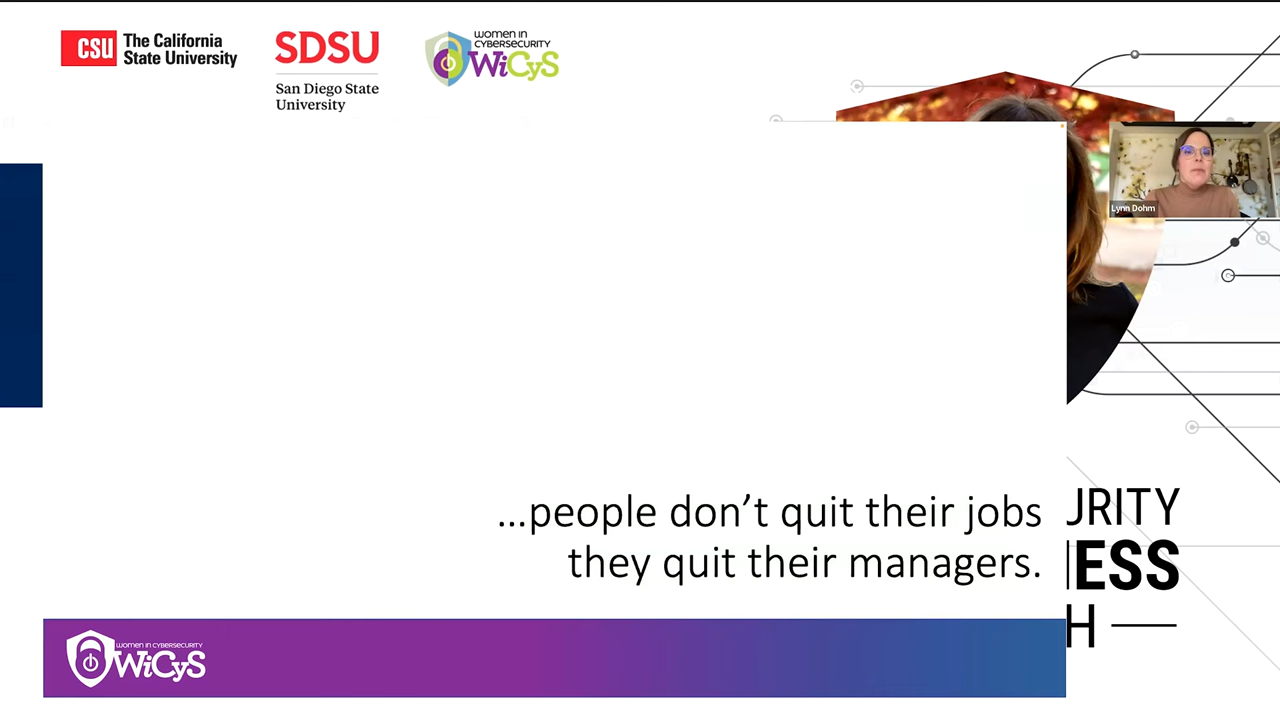 CSU The California
State University
SDSU
San Diego State
University
women in
CYBERSECURITY
WiCyS
Lynn Dohm
...people don't quit their jobs
they quit their managers.
URITY
ESS
H
women in cybersecurity
WiCyS